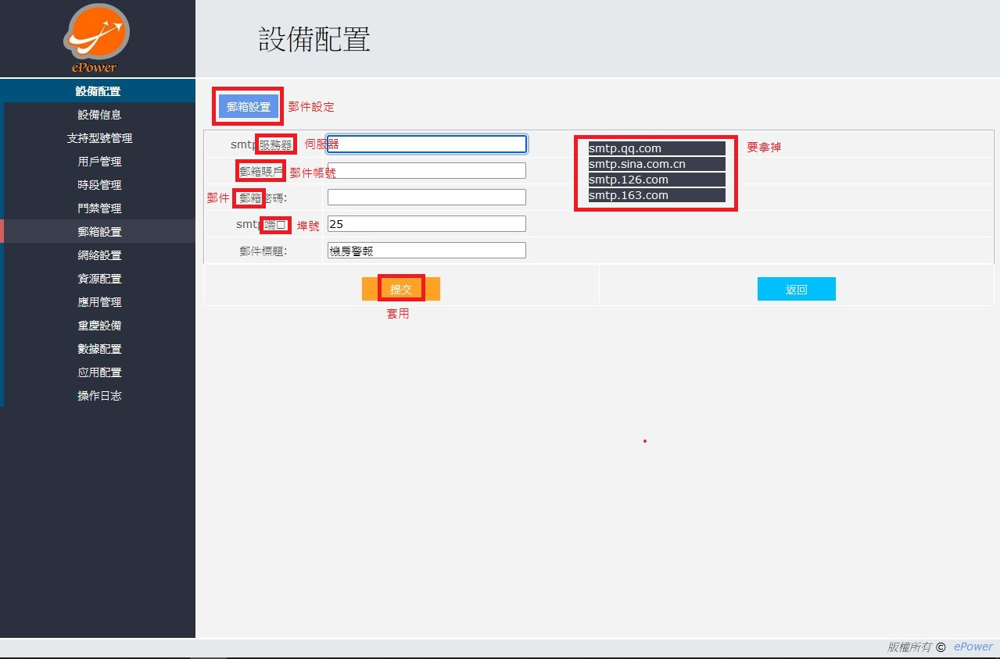 ePower
設備配置
設備配置
設備信息
支持型號管理
用戶管理
時段管理
門禁管理
郵箱設置
網絡設置
資源配置
應用管理
重慶設備
數據配置
应用配置
操作日志
郵箱設置 郵件設定
smtp服務器 伺服器
郵箱賬戶 郵件帳號
郵件 郵箱密碼:
smtp端口 埠號 25
郵件標題: 機房警報
smtp.qq.com 要拿掉
smtp.sina.com.cn
smtp.126.com
smtp.163.com
提交 返回
套用
版權所有 © ePower